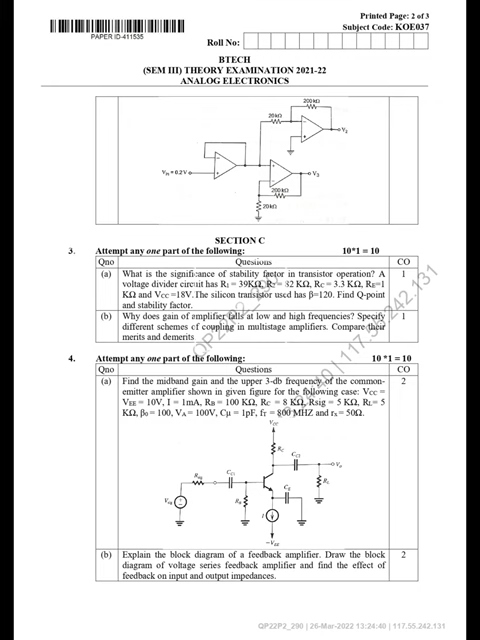 Printed Page: 2 of 3
Subject Code: KOE037
PAPER ID-411535
Roll No:
BTECH
(SEM III) THEORY EXAMINATION 2021-22
ANALOG ELECTRONICS
200 kΩ
20 kΩ
V2
Vin = 0.2 V
V3
200 kΩ
20 kΩ
SECTION C
3. Attempt any one part of the following: 10*1 = 10
Qno Questions CO
(a) What is the significance of stability factor in transistor operation? A 1
voltage divider circuit has R1 = 39KΩ, = 82 KΩ, RC = 3.3 KΩ, RE=1
KΩ and VCC =18V. The silicon transistor used has β=120. Find Q-point
and stability factor.
(b) Why does gain of amplifier falls at low and high frequencies? Specify 1
different schemes of coupling in multistage amplifiers. Compare their
merits and demerits
4. Attempt any one part of the following: 10 *1 = 10
Qno Questions CO
(a) Find the midband gain and the upper 3-db frequency of the common- 2
emitter amplifier shown in given figure for the following case: VCC =
VEE = 10V, I = 1mA, RB = 100 KΩ, RC = 8 KΩ, Rsig = 5 KΩ, RL= 5
KΩ, β0 = 100, VA = 100V, Cμ = 1pF, fT = 800 MHZ and rx = 50Ω.
VCC
RC
CC2
Vo
Rsig
CC1
RL
CE
RB
Vsig
I
−VEE
(b) Explain the block diagram of a feedback amplifier. Draw the block 2
diagram of voltage series feedback amplifier and find the effect of
feedback on input and output impedances.
QP22P2_290 | 26-Mar-2022 13:24:40 | 117.55.242.131